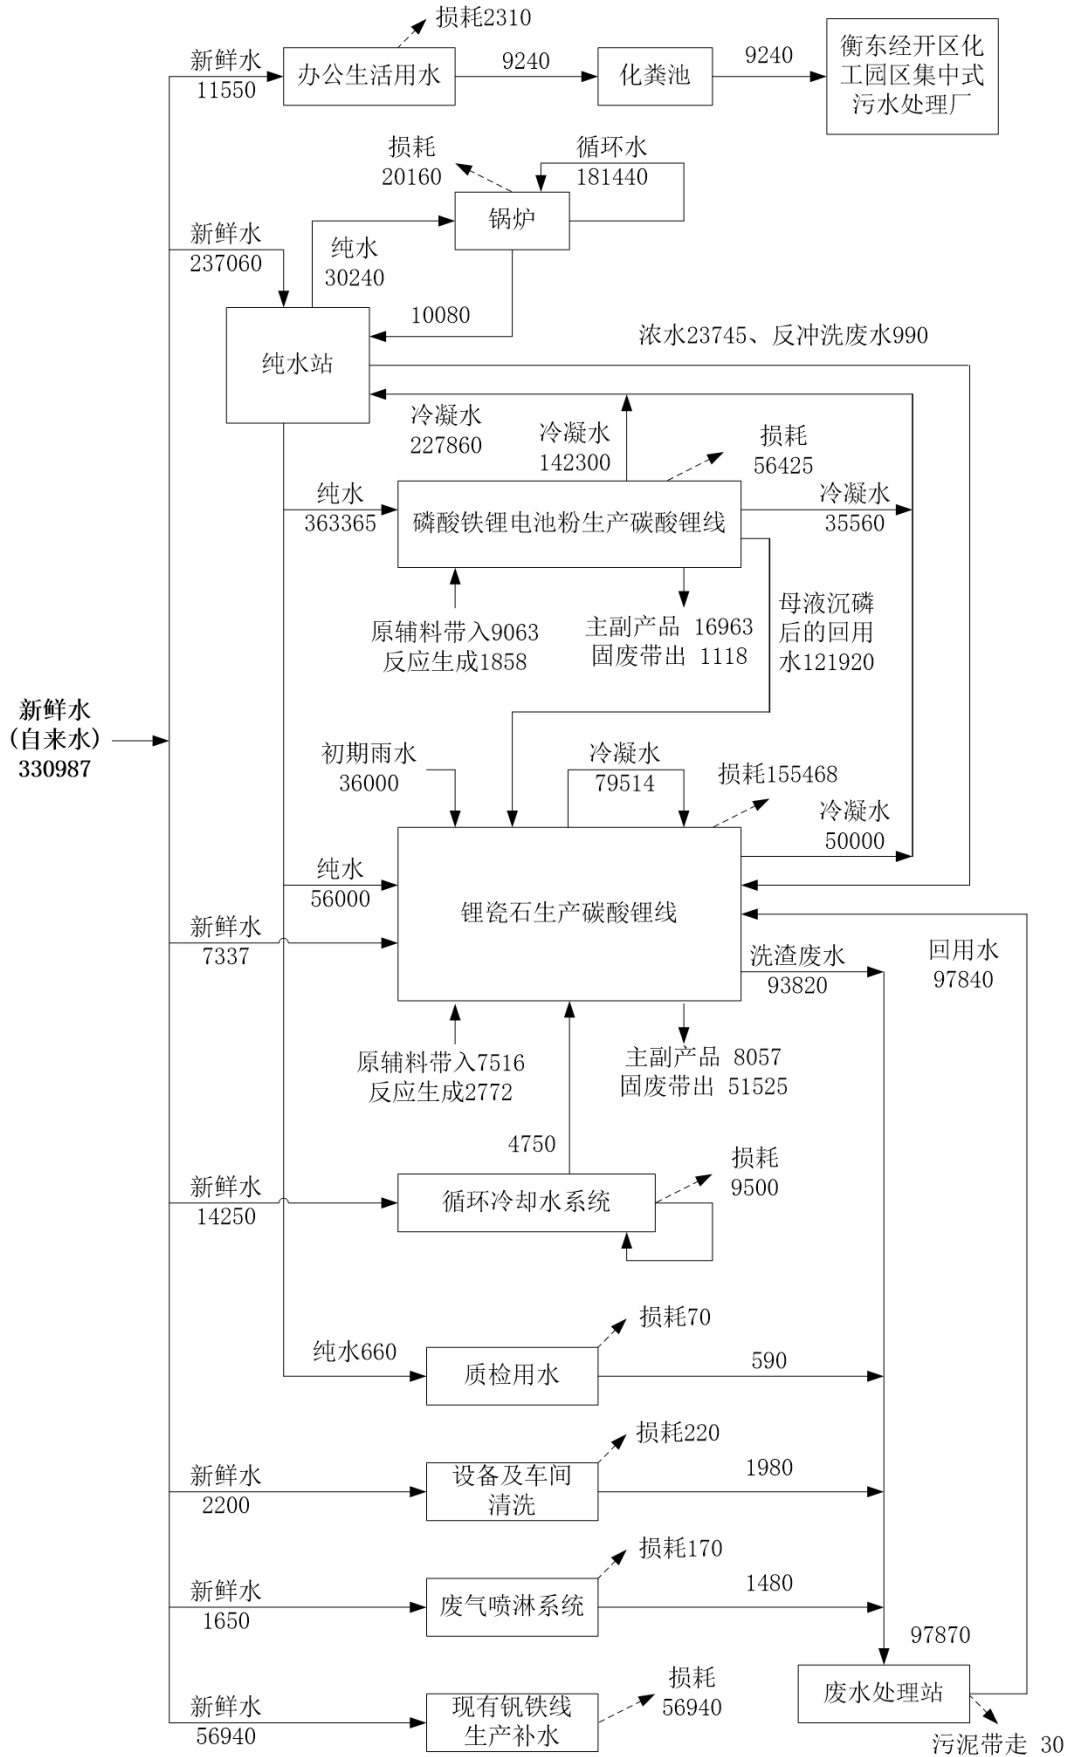 损耗2310
新鲜水
11550
办公生活用水
9240
化粪池
9240
衡东经开区化
工园区集中式
污水处理厂
损耗
20160
循环水
181440
锅炉
新鲜水
237060
纯水
30240
10080
纯水站
浓水23745、反冲洗废水990
冷凝水
227860
冷凝水
142300
损耗
56425
纯水
363365
磷酸铁锂电池粉生产碳酸锂线
冷凝水
35560
原辅料带入9063
反应生成1858
主副产品 16963
固废带出 1118
母液沉磷
后的回用
水121920
新鲜水
(自来水)
330987
初期雨水
36000
冷凝水
79514
损耗155468
冷凝水
50000
纯水
56000
锂瓷石生产碳酸锂线
新鲜水
7337
洗渣废水
93820
回用水
97840
原辅料带入7516
反应生成2772
主副产品 8057
固废带出 51525
4750
新鲜水
14250
循环冷却水系统
损耗
9500
纯水660
质检用水
损耗70
590
新鲜水
2200
设备及车间
清洗
损耗220
1980
新鲜水
1650
废气喷淋系统
损耗170
1480
97870
新鲜水
56940
现有钒铁线
生产补水
损耗
56940
废水处理站
污泥带走 30